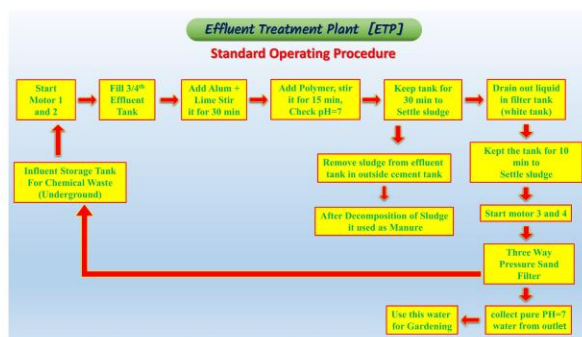 Effluent Treatment Plant [ETP]
Standard Operating Procedure
Start
Motor 1
and 2
Fill 3/4th
Effluent
Tank
Add Alum +
Lime Stir
it for 30 min
Add Polymer, stir
it for 15 min,
Check pH=7
Keep tank for
30 min to
Settle sludge
Drain out liquid
in filter tank
(white tank)
Influent Storage Tank
For Chemical Waste
(Underground)
Remove sludge from effluent
tank in outside cement tank
Kept the tank for 10
min to
Settle sludge
After Decomposition of Sludge
it used as Manure
Start motor 3 and 4
Three Way
Pressure Sand
Filter
Use this water
for Gardening
collect pure PH=7
water from outlet